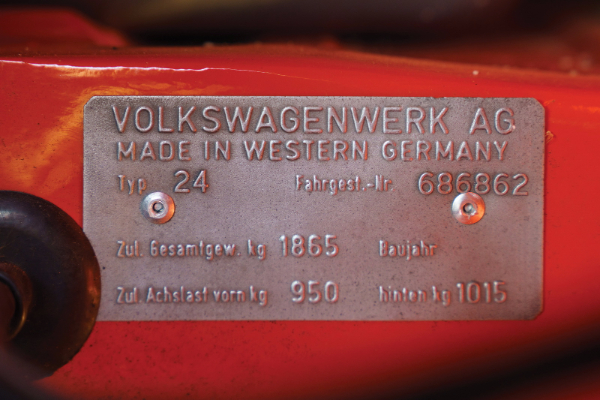 VOLKSWAGENWERK AG
MADE IN WESTERN GERMANY
Typ 24 Fahrgest.-Nr. 686862
Zul. Gesamtgew. kg 1865 Baujahr
Zul. Achslast vorn kg 950 hinten kg 1015